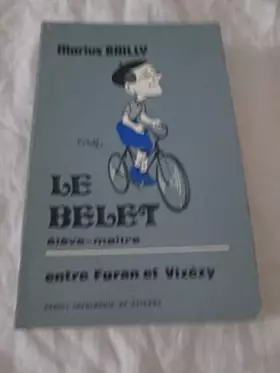 Marius BAILLY
LE
BELET
élève-maître
entre Furan et Vizézy